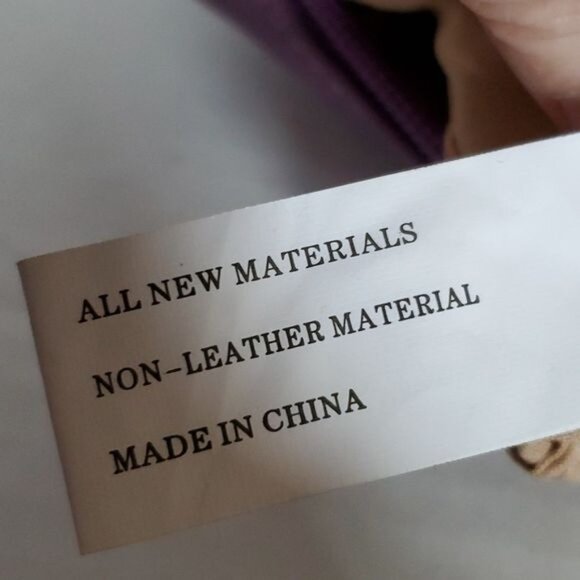 ALL NEW MATERIALS
NON-LEATHER MATERIAL
MADE IN CHINA